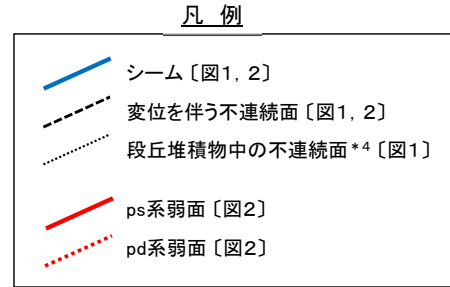 凡 例
シーム〔図1, 2〕
変位を伴う不連続面〔図1, 2〕
段丘堆積物中の不連続面*4〔図1〕
ps系弱面〔図2〕
pd系弱面〔図2〕